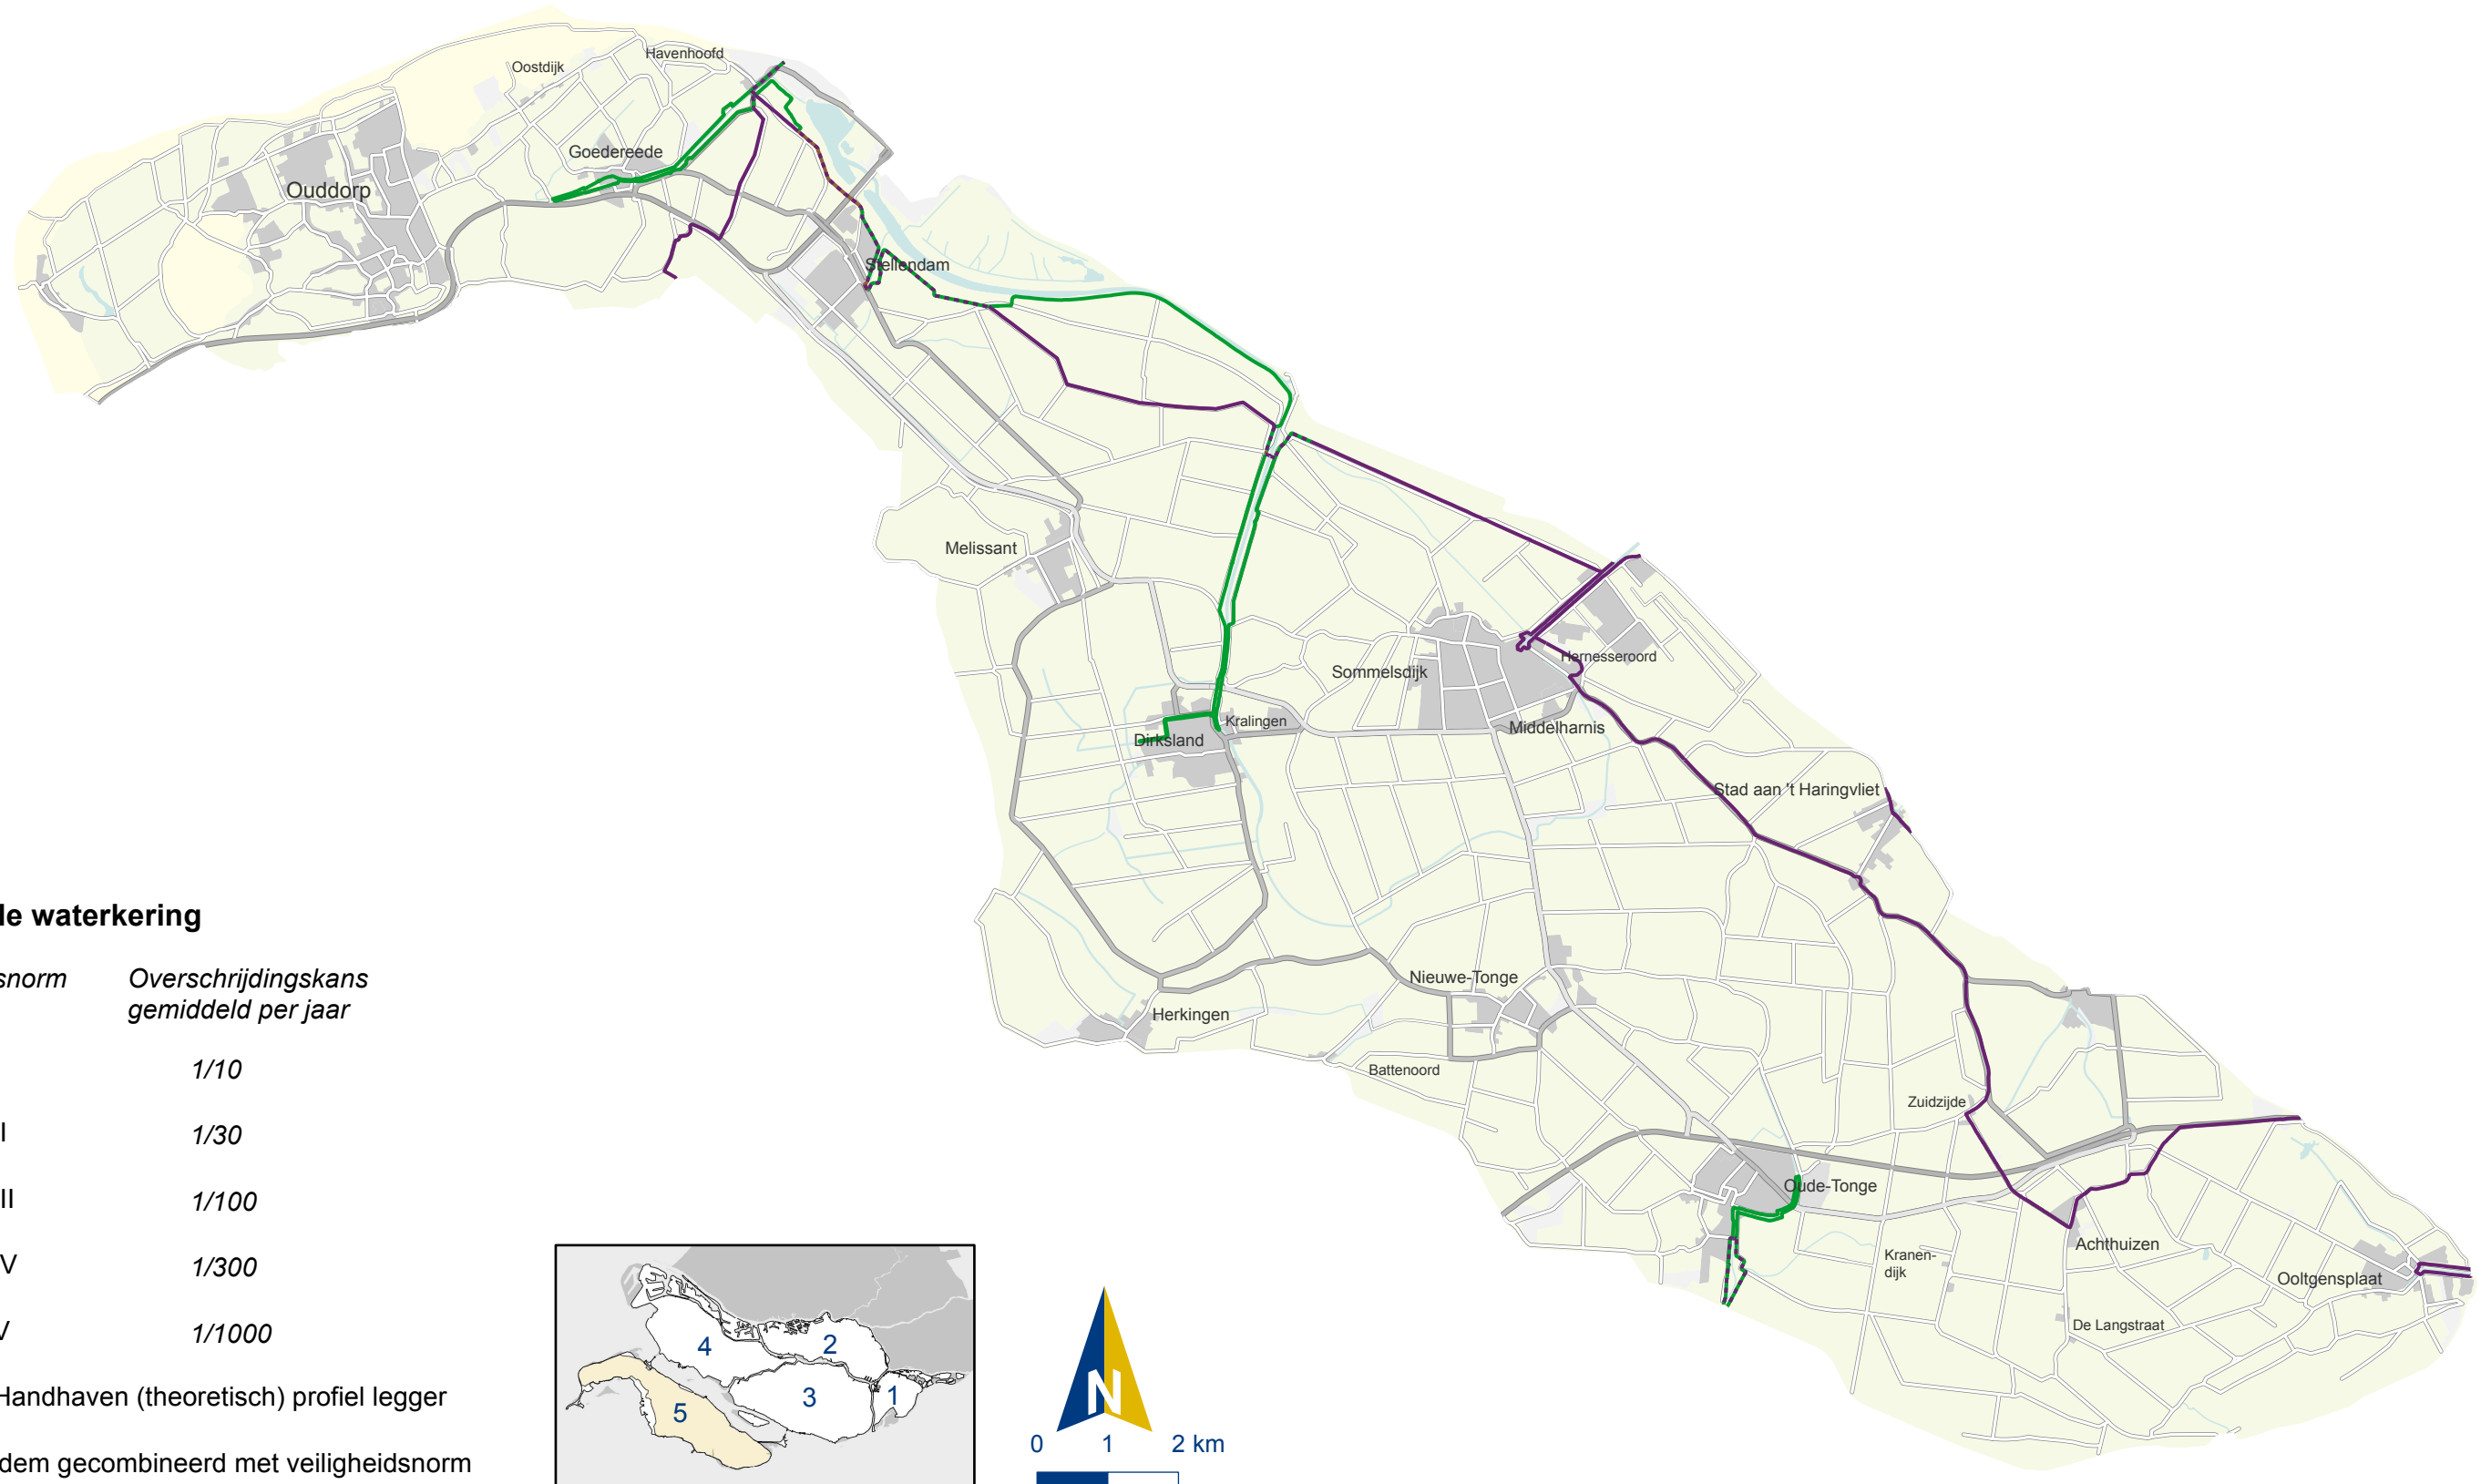 Havenhoofd
Oostdijk
Goedereede
Ouddorp
Stellendam
Melissant
Sommelsdijk
Hernesseroord
Kralingen
Dirksland
Middelharnis
Stad aan 't Haringvliet
Nieuwe-Tonge
Herkingen
Battenoord
Zuidzijde
Oude-Tonge
Achthuizen
Kranen-
dijk
Ooltgensplaat
De Langstraat
le waterkering
snorm Overschrijdingskans
gemiddeld per jaar
1/10
I 1/30
II 1/100
V 1/300
V 1/1000
Handhaven (theoretisch) profiel legger
dem gecombineerd met veiligheidsnorm
4
2
3
1
5
N
0 1 2 km